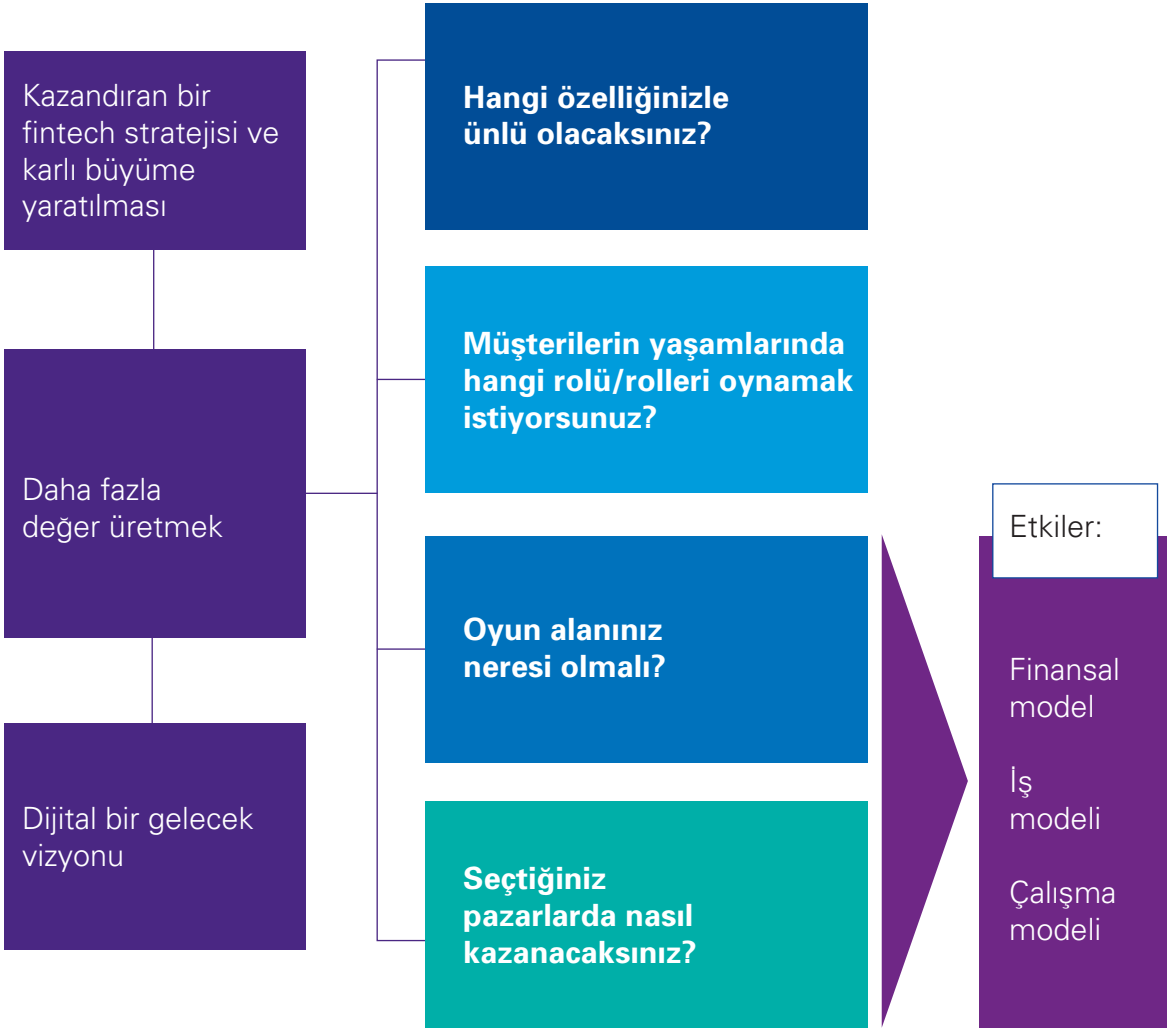 Kazandıran bir
fintech stratejisi ve
karlı büyüme
yaratılması
Daha fazla
değer üretmek
Dijital bir gelecek
vizyonu
Hangi özelliğinizle
ünlü olacaksınız?
Müşterilerin yaşamlarında
hangi rolü/rolleri oynamak
istiyorsunuz?
Oyun alanınız
neresi olmalı?
Seçtiğiniz
pazarlarda nasıl
kazanacaksınız?
Etkiler:
Finansal
model
İş
modeli
Çalışma
modeli